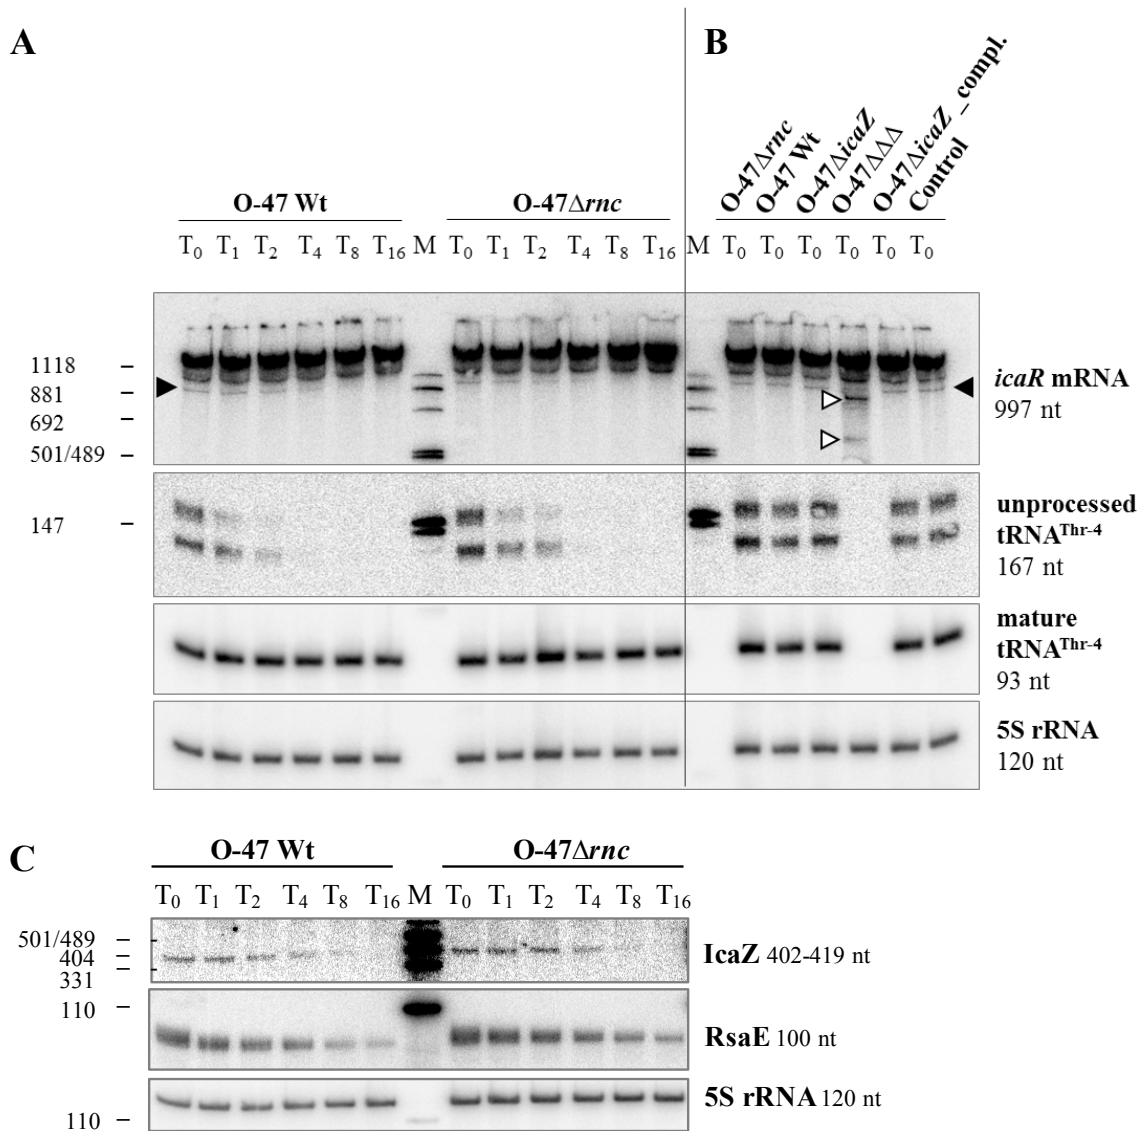 A
B
O-47Δrnc
O-47 Wt
O-47ΔicaZ
O-47ΔΔΔ
O-47ΔicaZ_compl.
Control
O-47 Wt
O-47Δrnc
T₀ T₁ T₂ T₄ T₈ T₁₆ M T₀ T₁ T₂ T₄ T₈ T₁₆ M T₀ T₀ T₀ T₀ T₀ T₀
1118
881
692
501/489
icaR mRNA
997 nt
147
unprocessed
tRNAᵀʰʳ⁻⁴
167 nt
mature
tRNAᵀʰʳ⁻⁴
93 nt
5S rRNA
120 nt
C
O-47 Wt
O-47Δrnc
T₀ T₁ T₂ T₄ T₈ T₁₆ M T₀ T₁ T₂ T₄ T₈ T₁₆
501/489
404
331
IcaZ 402-419 nt
110
RsaE 100 nt
5S rRNA 120 nt
110